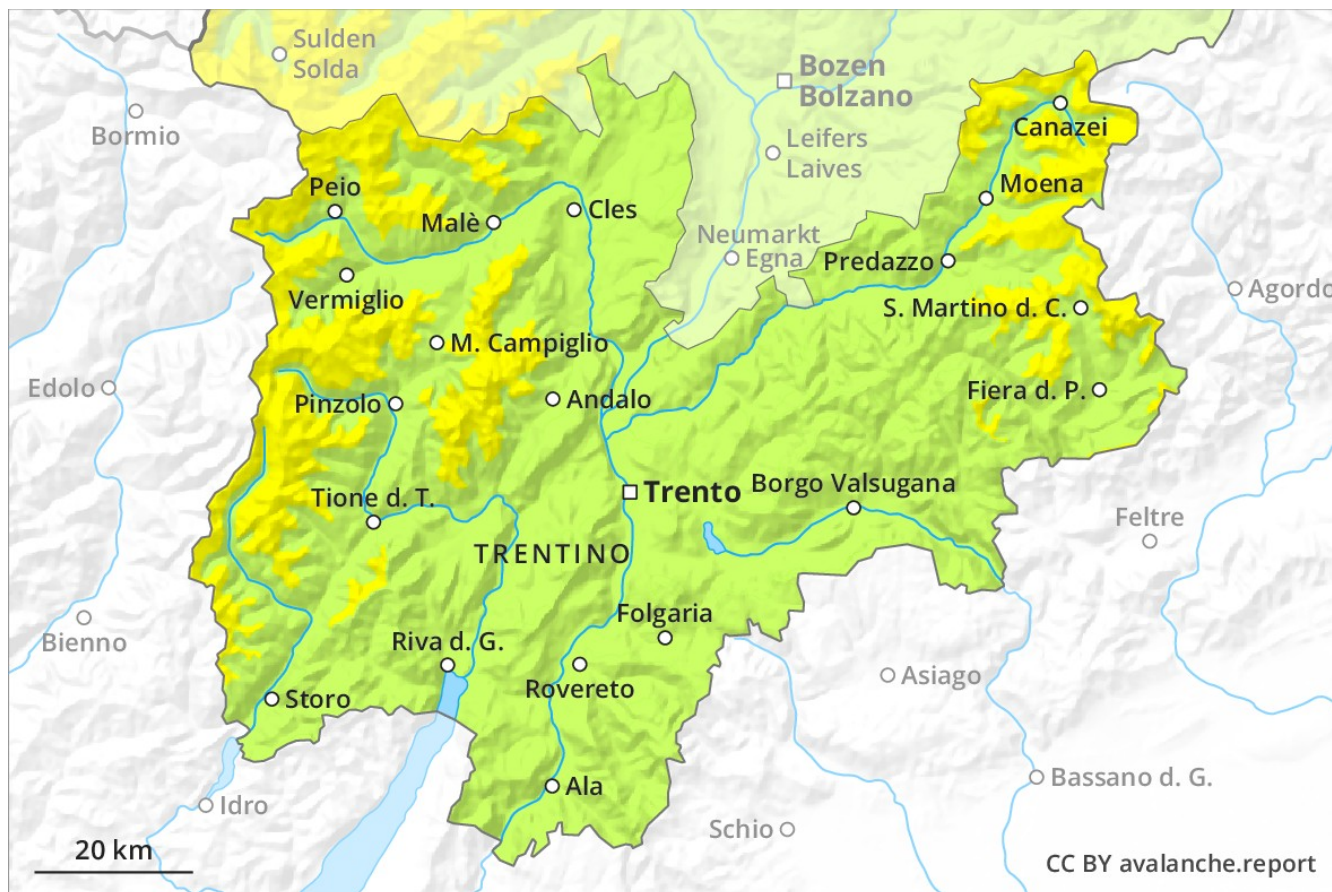 Sulden
Solda
Bozen
Bolzano
Bormio
Canazei
Leifers
Laives
Peio
Moena
Malè
Cles
Neumarkt
Egna
Predazzo
Vermiglio
Agordo
S. Martino d. C.
M. Campiglio
Edolo
Pinzolo
Andalo
Fiera d. P.
Tione d. T.
Trento
Borgo Valsugana
Feltre
TRENTINO
Bienno
Folgaria
Riva d. G.
Asiago
Storo
Rovereto
Bassano d. G.
Ala
Idro
Schio
20 km
CC BY avalanche.report